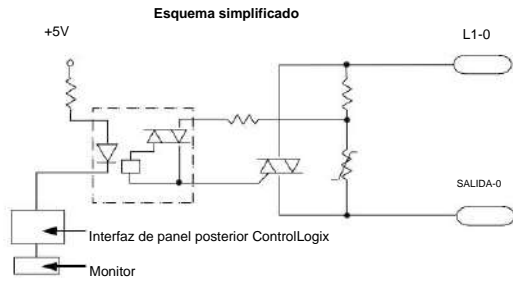 Esquema simplificado
+5V
L1-0
SALIDA-0
Interfaz de panel posterior ControlLogix
Monitor